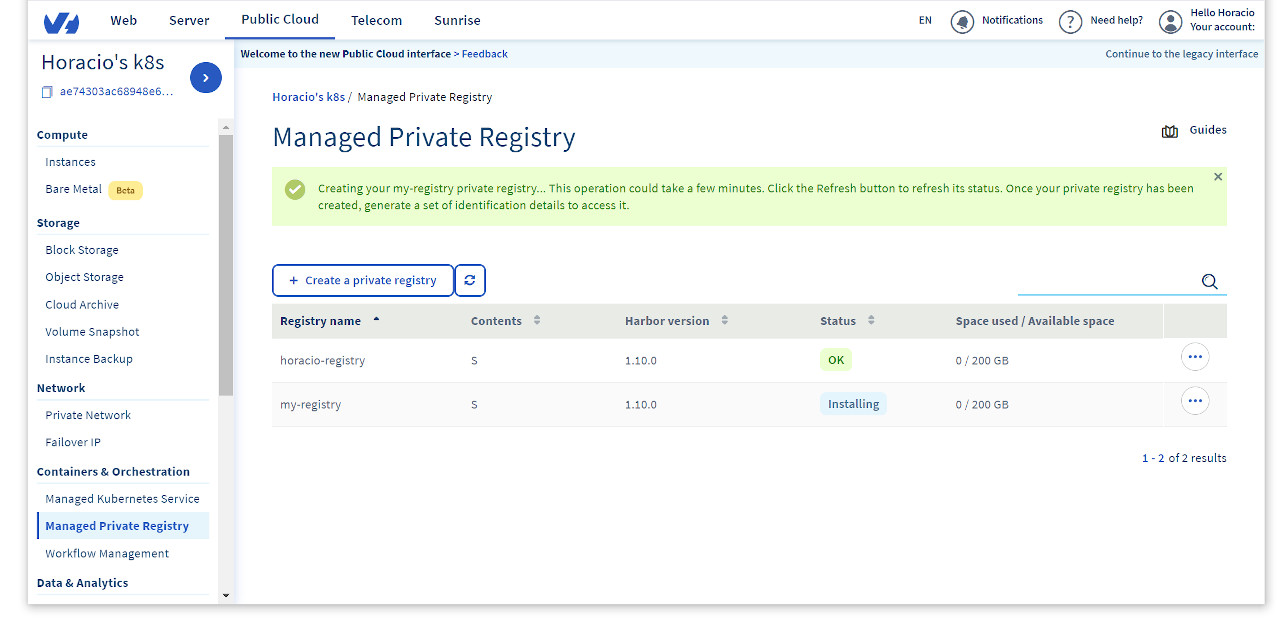 Web Server Public Cloud Telecom Sunrise EN Notifications Need help? Hello Horacio
Your account:
Welcome to the new Public Cloud interface > Feedback Continue to the legacy interface
Horacio's k8s
ae74303ac68948e6...
Compute
Instances
Bare Metal Beta
Storage
Block Storage
Object Storage
Cloud Archive
Volume Snapshot
Instance Backup
Network
Private Network
Failover IP
Containers & Orchestration
Managed Kubernetes Service
Managed Private Registry
Workflow Management
Data & Analytics
Horacio's k8s / Managed Private Registry
Managed Private Registry
Guides
Creating your my-registry private registry... This operation could take a few minutes. Click the Refresh button to refresh its status. Once your private registry has been
created, generate a set of identification details to access it.
+ Create a private registry
Registry name Contents Harbor version Status Space used / Available space
horacio-registry S 1.10.0 OK 0 / 200 GB
my-registry S 1.10.0 Installing 0 / 200 GB
1 - 2 of 2 results